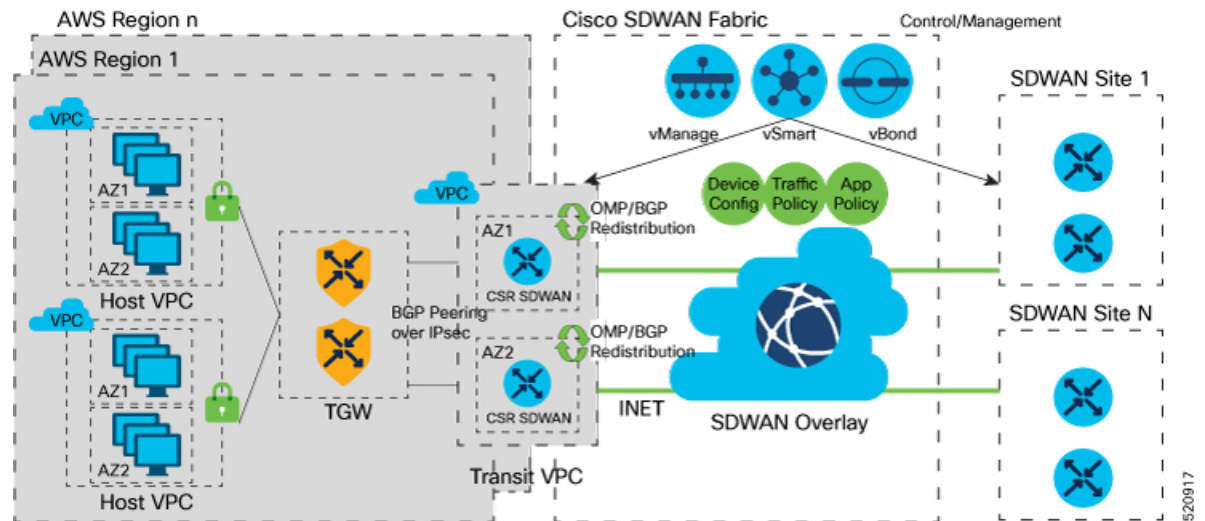 AWS Region n
Cisco SDWAN Fabric
Control/Management
AWS Region 1
SDWAN Site 1
VPC
AZ1
AZ2
Host VPC
vManage
vSmart
vBond
Device
Config
Traffic
Policy
App
Policy
VPC
OMP/BGP
Redistribution
AZ1
CSR SDWAN
BGP Peering
over IPsec
OMP/BGP
Redistribution
AZ2
CSR SDWAN
VPC
AZ1
AZ2
Host VPC
TGW
INET
SDWAN Overlay
SDWAN Site N
Transit VPC
520917